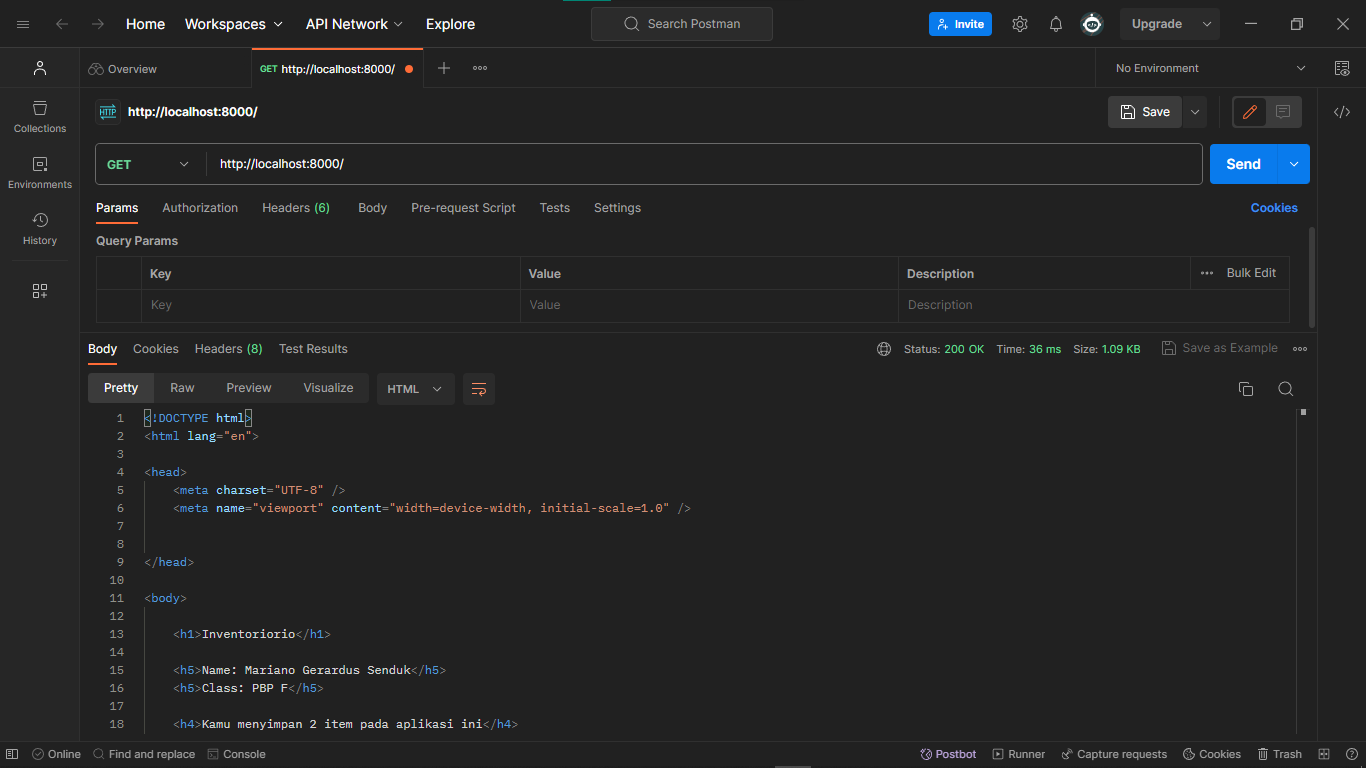 Home Workspaces API Network Explore Search Postman Invite Upgrade
Overview GET http://localhost:8000/ No Environment
HTTP http://localhost:8000/ Save
Collections
GET http://localhost:8000/ Send
Environments
Params Authorization Headers (6) Body Pre-request Script Tests Settings Cookies
History
Query Params
Key Value Description Bulk Edit
Key Value Description
Body Cookies Headers (8) Test Results Status: 200 OK Time: 36 ms Size: 1.09 KB Save as Example
Pretty Raw Preview Visualize HTML
1 <!DOCTYPE html>
2 <html lang="en">
3
4 <head>
5 <meta charset="UTF-8" />
6 <meta name="viewport" content="width=device-width, initial-scale=1.0" />
7
8
9 </head>
10
11 <body>
12
13 <h1>Inventoriorio</h1>
14
15 <h5>Name: Mariano Gerardus Senduk</h5>
16 <h5>Class: PBP F</h5>
17
18 <h4>Kamu menyimpan 2 item pada aplikasi ini</h4>
Online Find and replace Console Postbot Runner Capture requests Cookies Trash